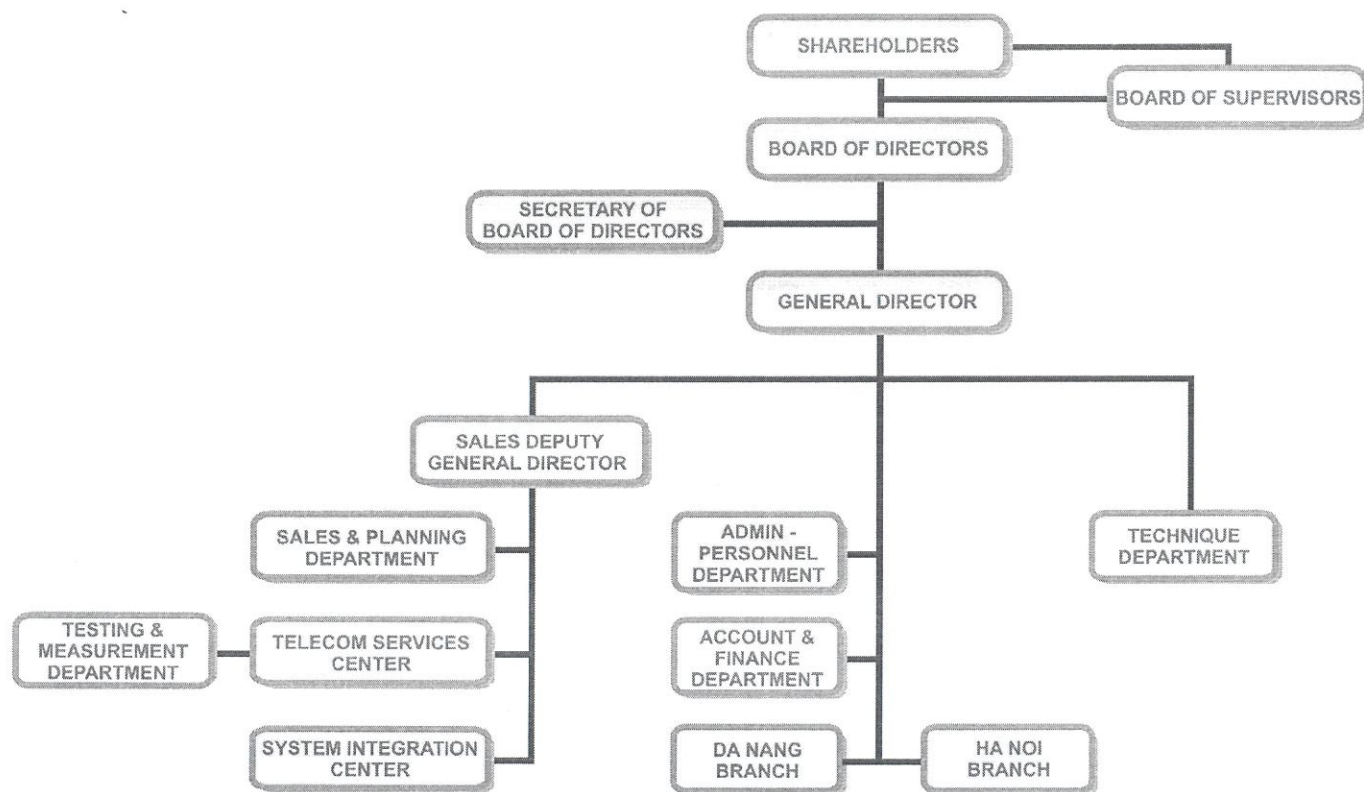 SHAREHOLDERS
BOARD OF SUPERVISORS
BOARD OF DIRECTORS
SECRETARY OF
BOARD OF DIRECTORS
GENERAL DIRECTOR
SALES DEPUTY
GENERAL DIRECTOR
SALES & PLANNING
DEPARTMENT
ADMIN -
PERSONNEL
DEPARTMENT
TECHNIQUE
DEPARTMENT
TESTING &
MEASUREMENT
DEPARTMENT
TELECOM SERVICES
CENTER
ACCOUNT &
FINANCE
DEPARTMENT
SYSTEM INTEGRATION
CENTER
DA NANG
BRANCH
HA NOI
BRANCH